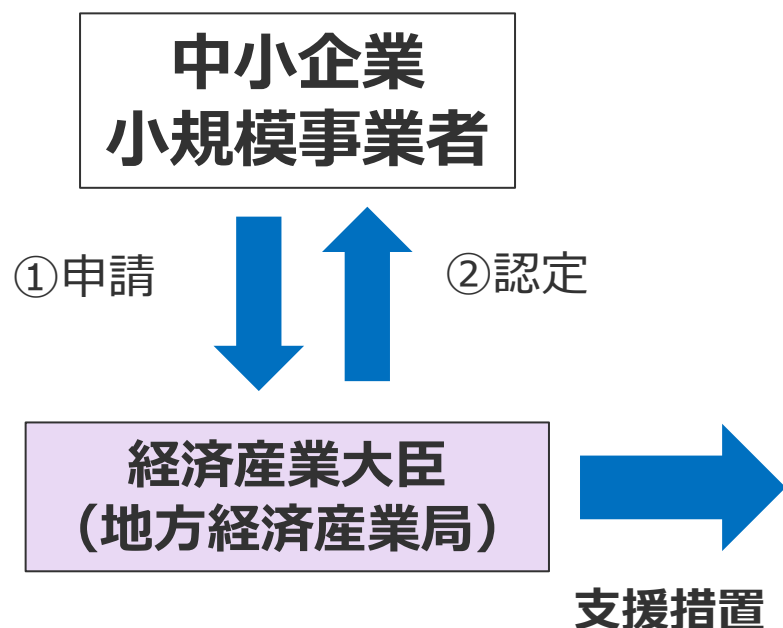 中小企業
小規模事業者
①申請
②認定
経済産業大臣
（地方経済産業局）
支援措置